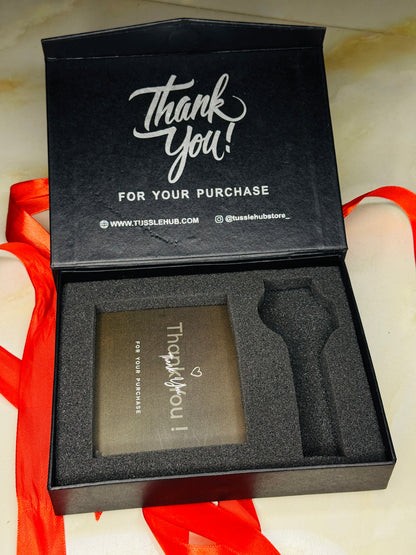 Thank
You!
FOR YOUR PURCHASE
WWW.TUSSLEHUB.COM @tusslehubstore_
Thank You !
FOR YOUR PURCHASE